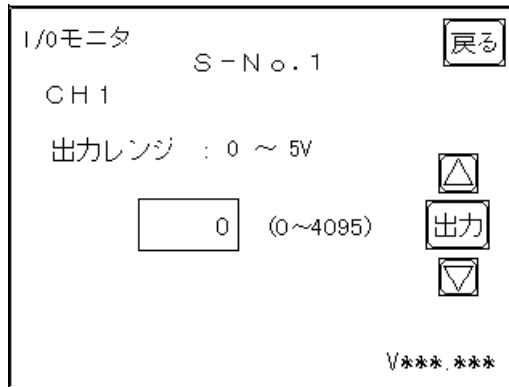 I/Oモニタ
戻る
S-No.1
CH1
出力レンジ : 0 ～ 5V
0 (0～4095)
出力
V***.***